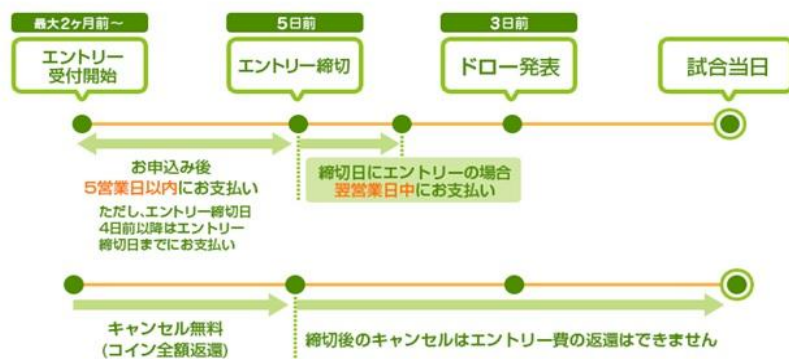 最大2ヶ月前～
エントリー
受付開始
5日前
エントリー締切
3日前
ドロー発表
試合当日
お申込み後
5営業日以内にお支払い
ただし、エントリー締切日
4日前以降はエントリー
締切日までにお支払い
締切日にエントリーの場合
翌営業日中にお支払い
キャンセル無料
(コイン全額返還)
締切後のキャンセルはエントリー費の返還はできません